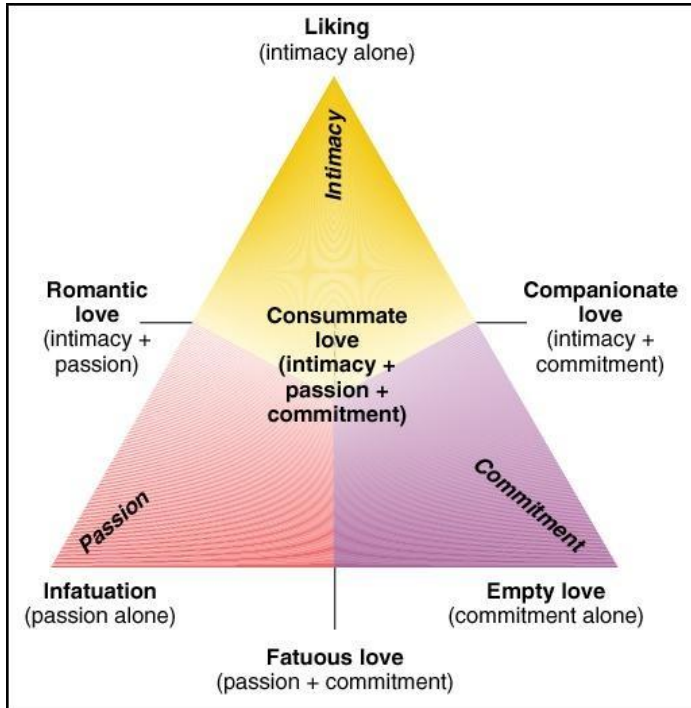 Liking
(intimacy alone)
Intimacy
Romantic
love
(intimacy +
passion)
Consummate
love
(intimacy +
passion +
commitment)
Companionate
love
(intimacy +
commitment)
Passion
Commitment
Infatuation
(passion alone)
Empty love
(commitment alone)
Fatuous love
(passion + commitment)